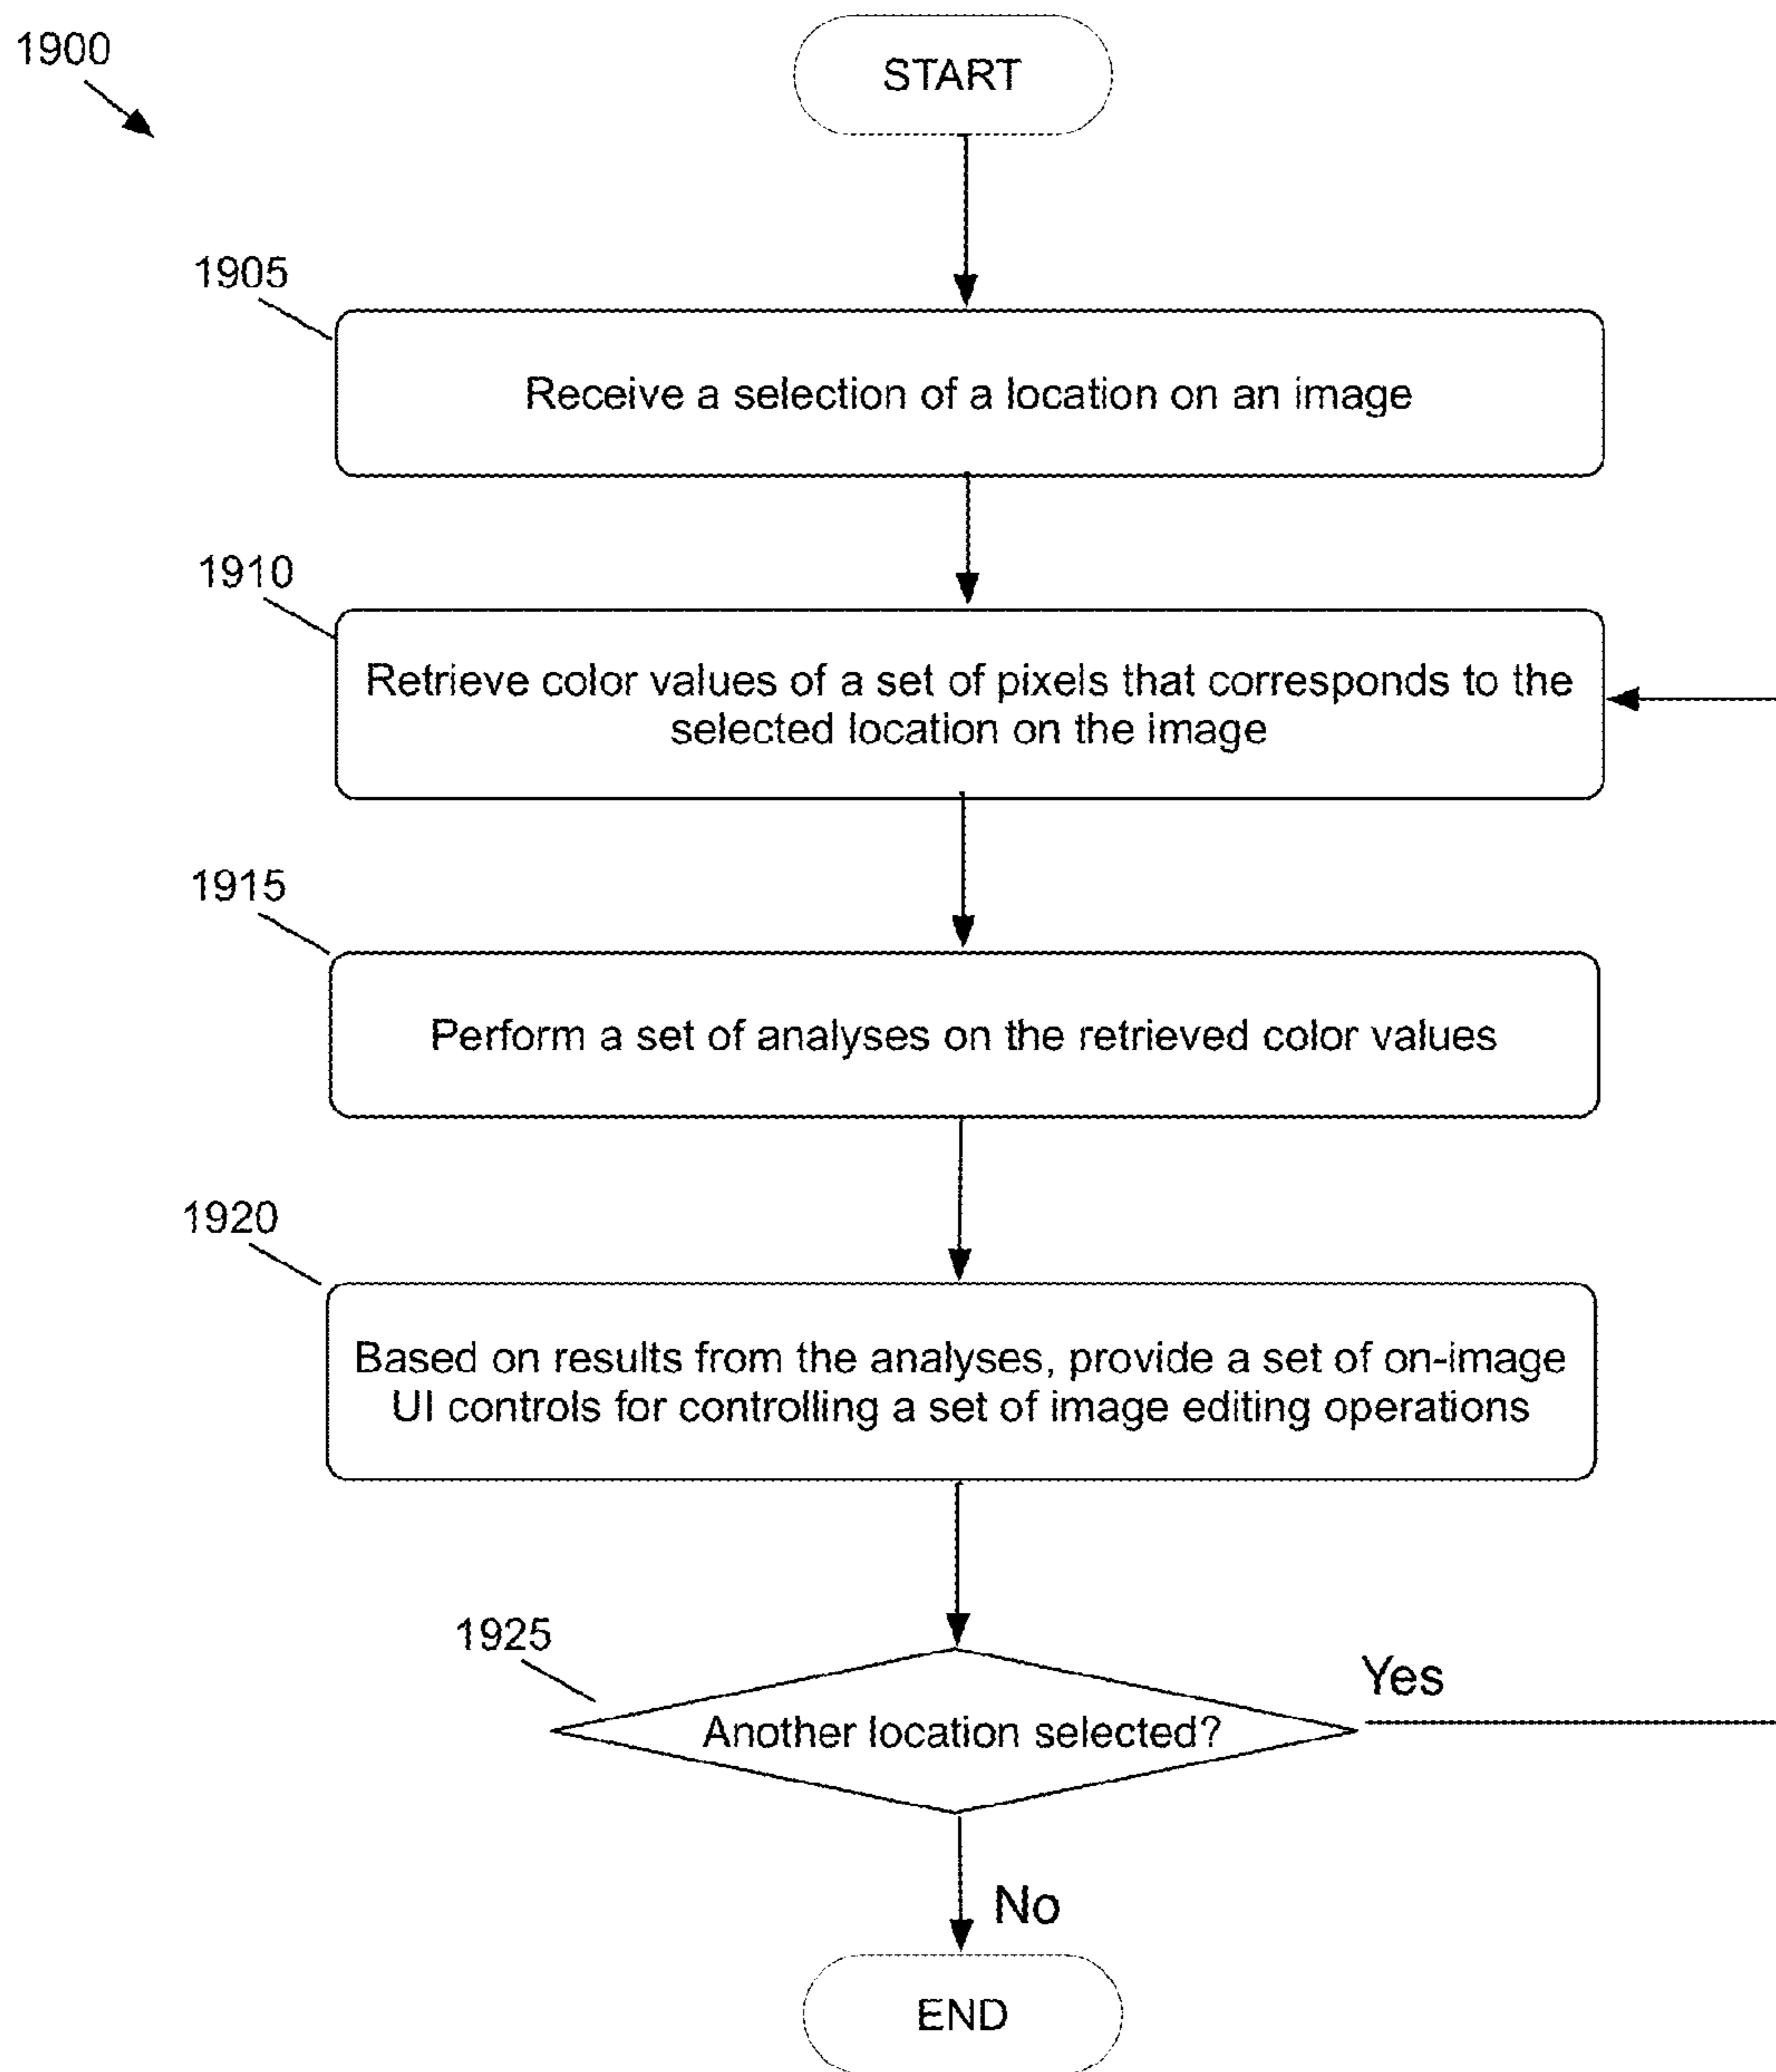 1900
START
1905
Receive a selection of a location on an image
1910
Retrieve color values of a set of pixels that corresponds to the
selected location on the image
1915
Perform a set of analyses on the retrieved color values
1920
Based on results from the analyses, provide a set of on-image
UI controls for controlling a set of image editing operations
1925
Another location selected?
Yes
No
END